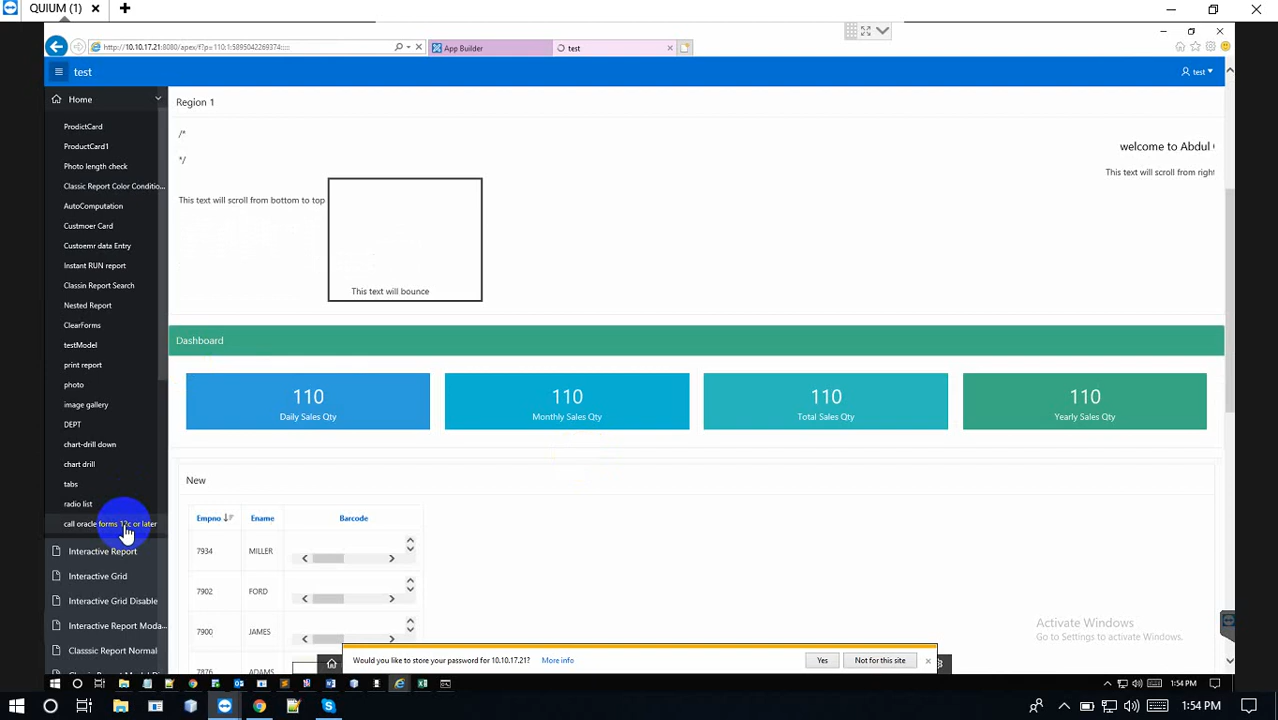 QUIUM (1)
http://10.10.17.21:8080/apex/f?p=110:1:5895042269374:::::
App Builder
test
test
test
Home
ProdictCard
ProductCard1
Photo length check
Classic Report Color Conditio...
AutoComputation
Custmoer Card
Custoemr data Entry
Instant RUN report
Classin Report Search
Nested Report
ClearForms
testModel
print report
photo
image gallery
DEPT
chart-drill down
chart drill
tabs
radio list
call oracle forms 12c or later
Interactive Report
Interactive Grid
Interactive Grid Disable
Interactive Report Moda...
Classsic Report Normal
Region 1
/*
*/
welcome to Abdul
This text will scroll from right
This text will scroll from bottom to top
This text will bounce
Dashboard
110
Daily Sales Qty
110
Monthly Sales Qty
110
Total Sales Qty
110
Yearly Sales Qty
New
Empno Ename Barcode
7934 MILLER
7902 FORD
7900 JAMES
7876 ADAMS
Activate Windows
Go to Settings to activate Windows.
Would you like to store your password for 10.10.17.21? More info Yes Not for this site
1:54 PM
1:54 PM